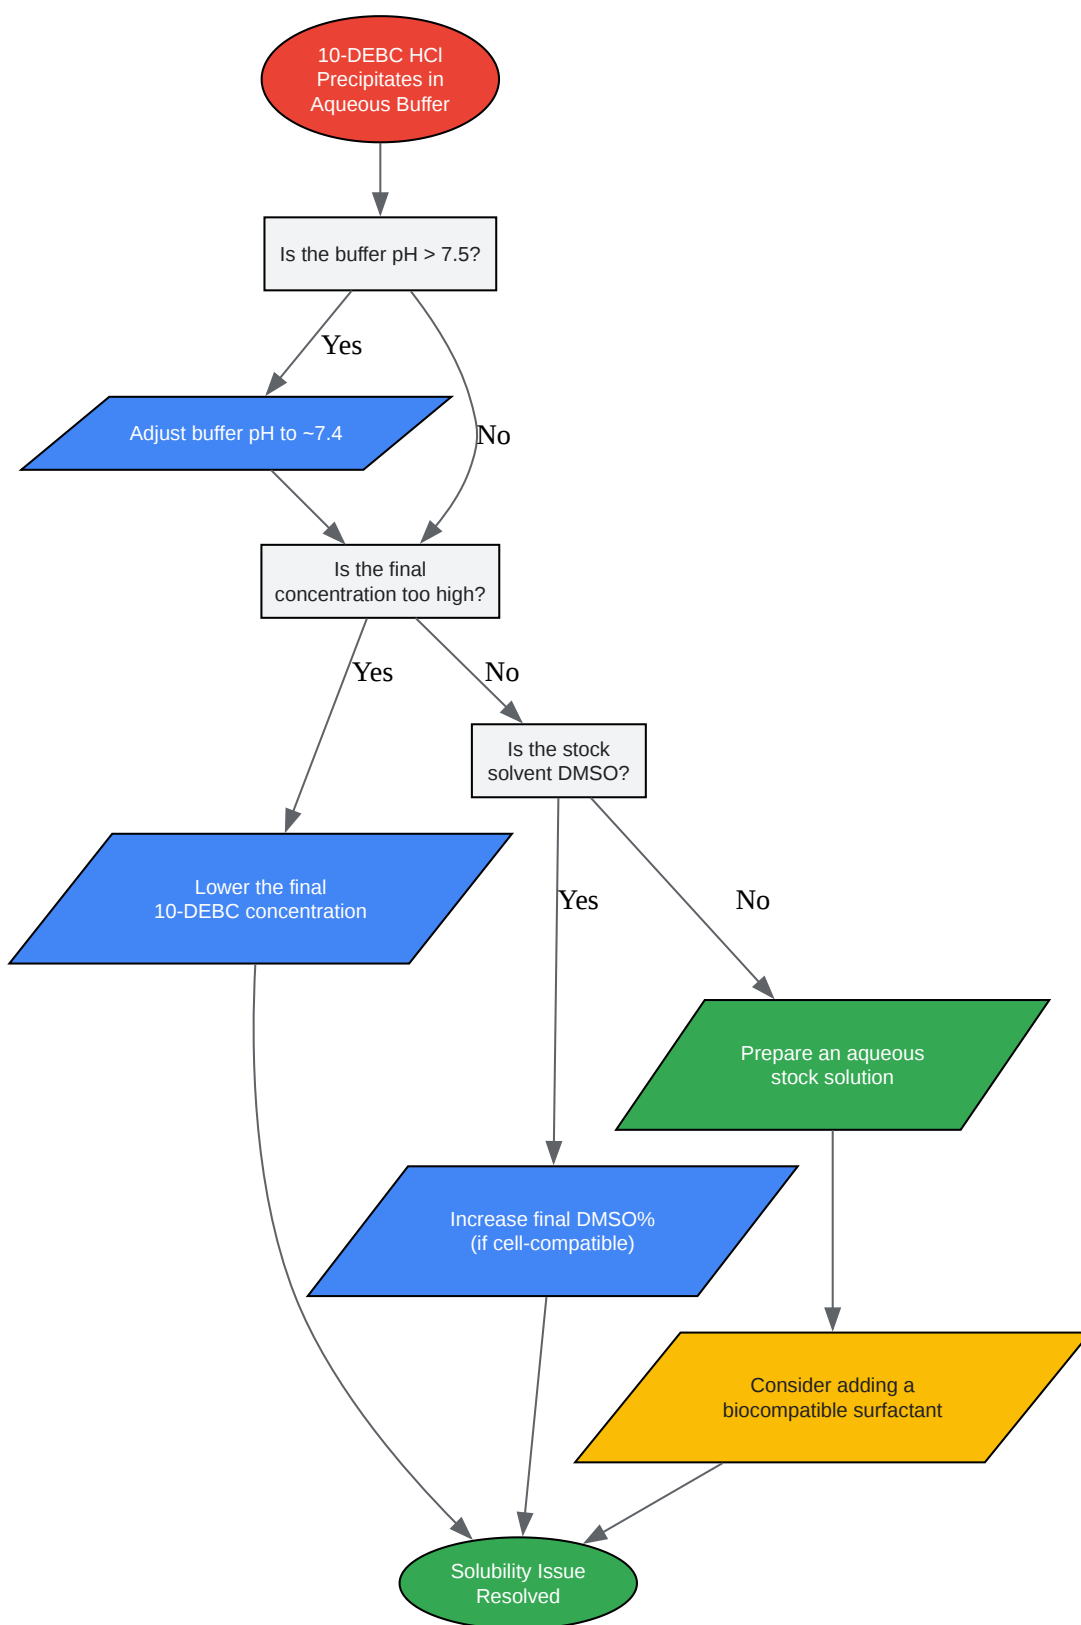 10-DEBC HCl
Precipitates in
Aqueous Buffer
Is the buffer pH > 7.5?
Yes
Adjust buffer pH to ~7.4
No
Is the final
concentration too high?
Yes
No
Is the stock
solvent DMSO?
Lower the final
10-DEBC concentration
Yes
No
Prepare an aqueous
stock solution
Increase final DMSO%
(if cell-compatible)
Consider adding a
biocompatible surfactant
Solubility Issue
Resolved